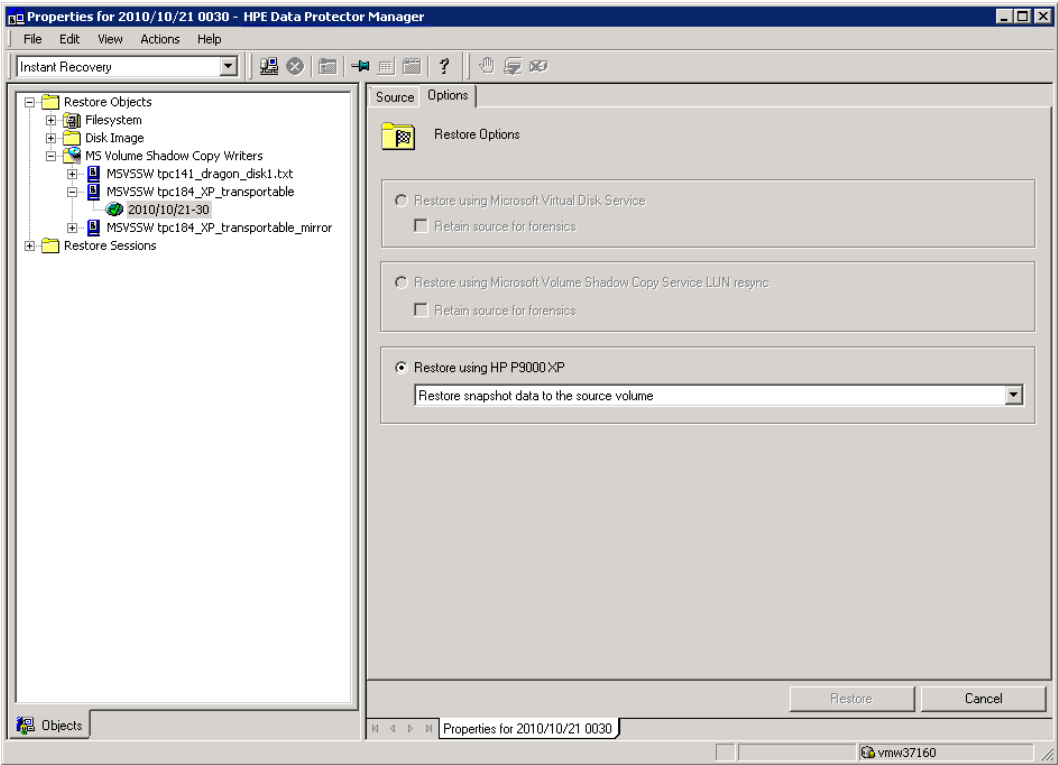 Properties for 2010/10/21 0030 - HPE Data Protector Manager
File Edit View Actions Help
Instant Recovery
Restore Objects
Filesystem
Disk Image
MS Volume Shadow Copy Writers
MSVSSW tpc141_dragon_disk1.txt
MSVSSW tpc184_XP_transportable
2010/10/21-30
MSVSSW tpc184_XP_transportable_mirror
Restore Sessions
Objects
Source Options
Restore Options
Restore using Microsoft Virtual Disk Service
Retain source for forensics
Restore using Microsoft Volume Shadow Copy Service LUN resync
Retain source for forensics
Restore using HP P9000 XP
Restore snapshot data to the source volume
Restore Cancel
Properties for 2010/10/21 0030
vmw37160